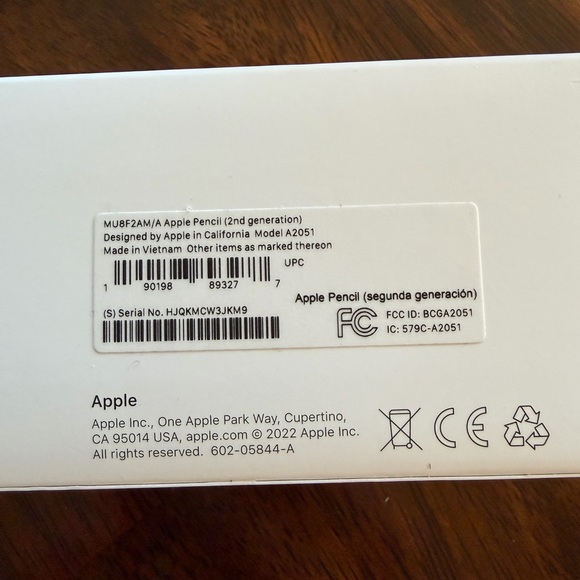 MU8F2AM/A Apple Pencil (2nd generation)
Designed by Apple in California Model A2051
Made in Vietnam Other items as marked thereon
UPC
1 90198 89327 7
Apple Pencil (segunda generación)
(S) Serial No. HJQKMCW3JKM9
FC FCC ID: BCGA2051
IC: 579C-A2051
Apple
Apple Inc., One Apple Park Way, Cupertino,
CA 95014 USA, apple.com © 2022 Apple Inc.
All rights reserved. 602-05844-A
CE